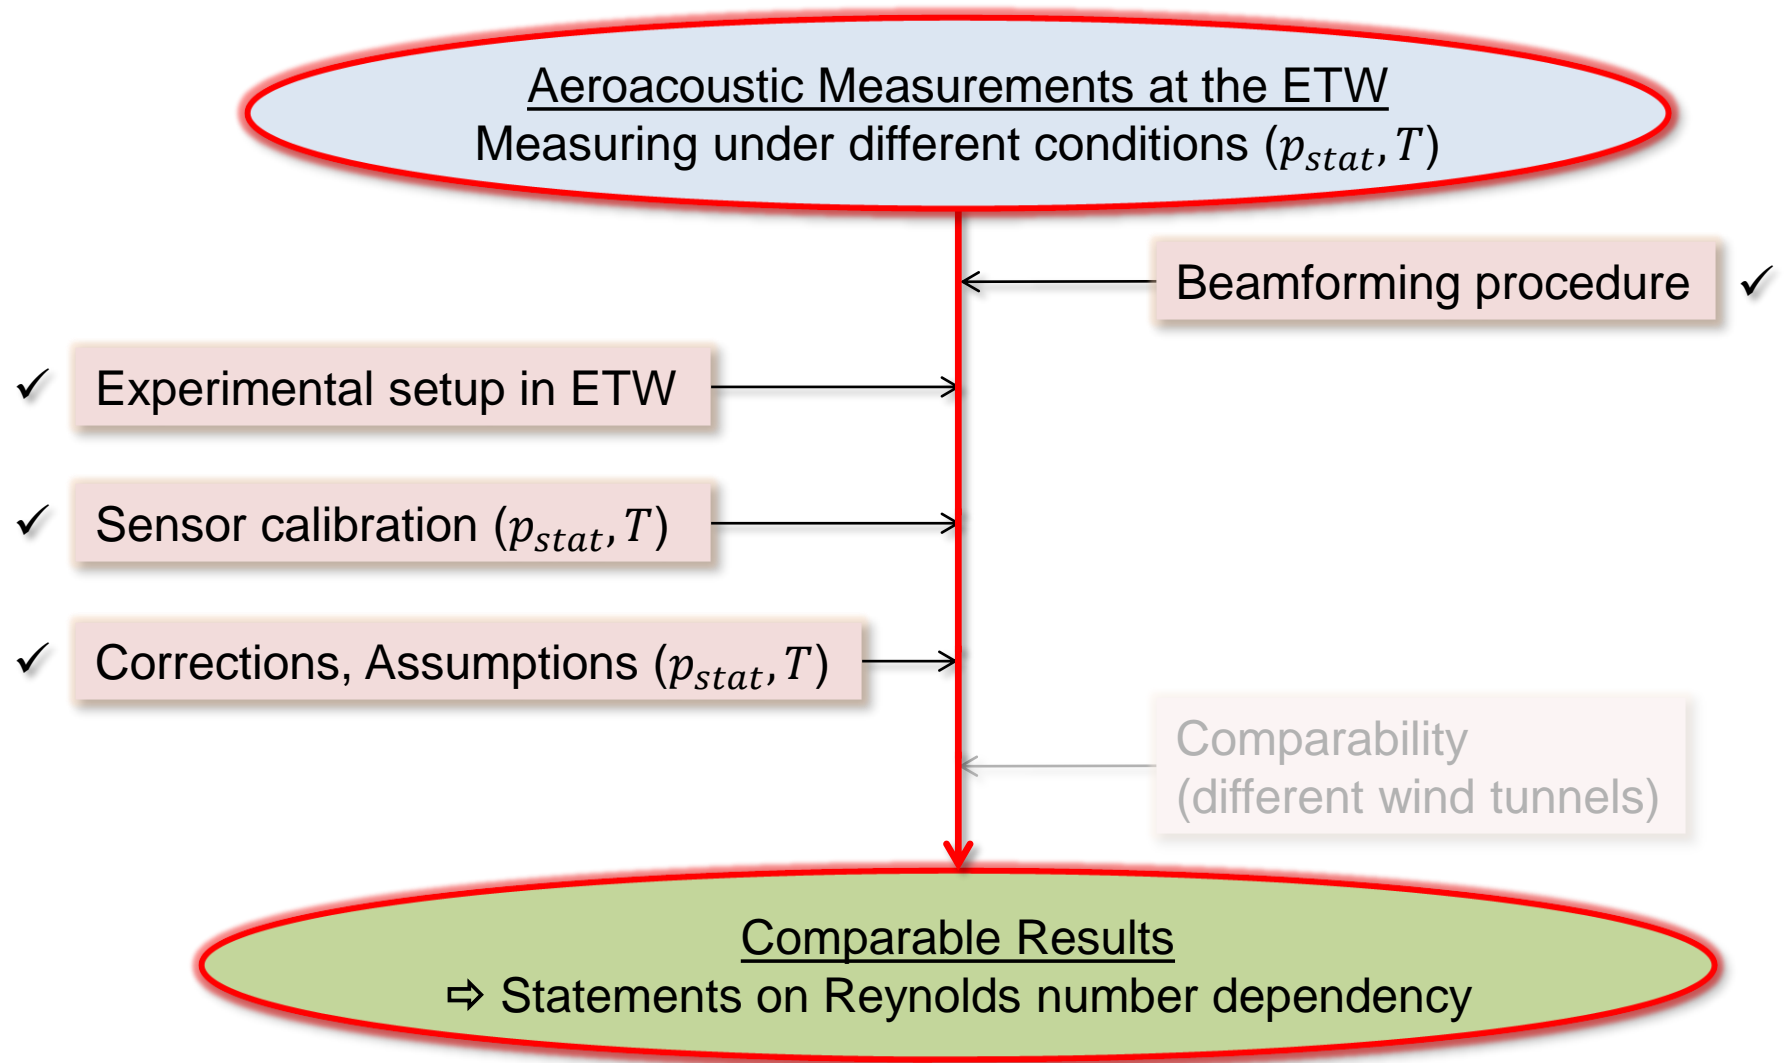 Aeroacoustic Measurements at the ETW
Measuring under different conditions (p_stat, T)
Beamforming procedure ✓
✓ Experimental setup in ETW
✓ Sensor calibration (p_stat, T)
✓ Corrections, Assumptions (p_stat, T)
Comparability
(different wind tunnels)
Comparable Results
⇨ Statements on Reynolds number dependency